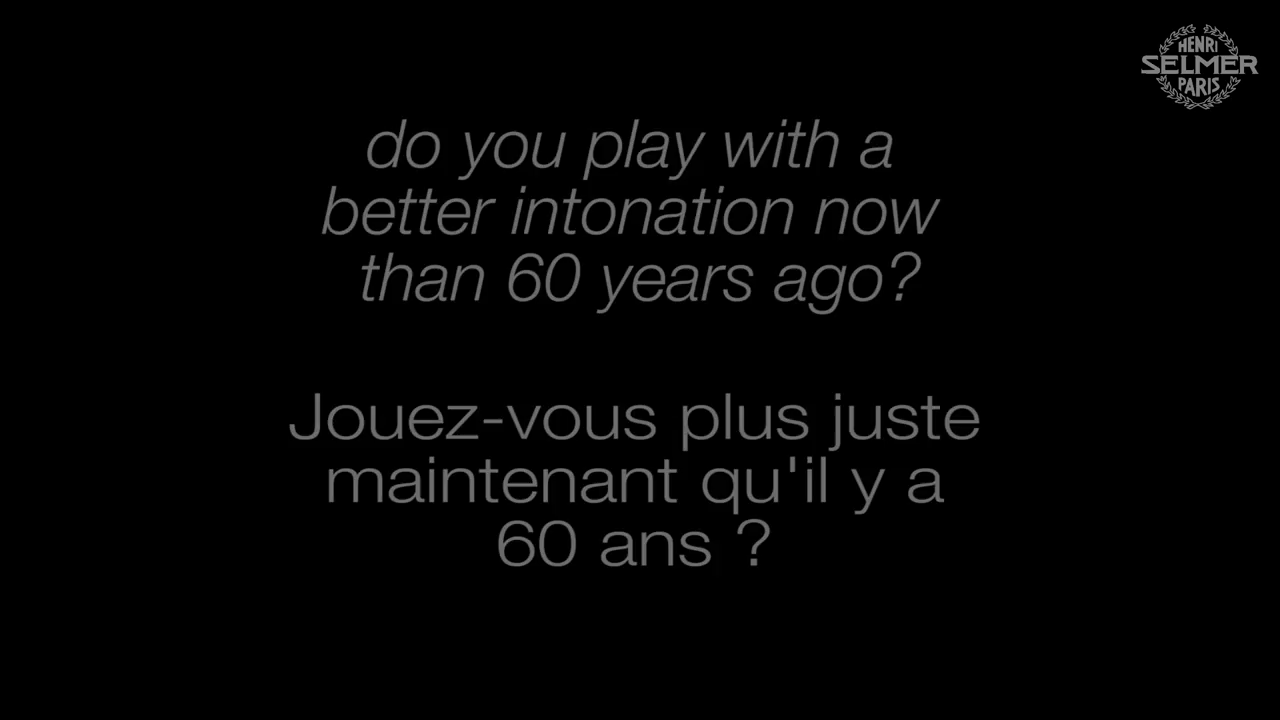 HENRI
SELMER
PARIS
do you play with a
better intonation now
than 60 years ago?
Jouez-vous plus juste
maintenant qu'il y a
60 ans ?